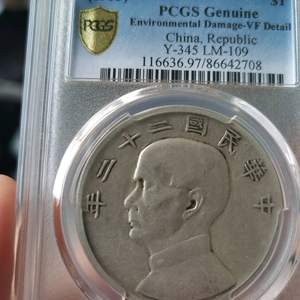 $1
PCGS
PCGS Genuine
Environmental Damage-VF Detail
China, Republic
Y-345 LM-109
116636.97/86642708
中華民國二十二年